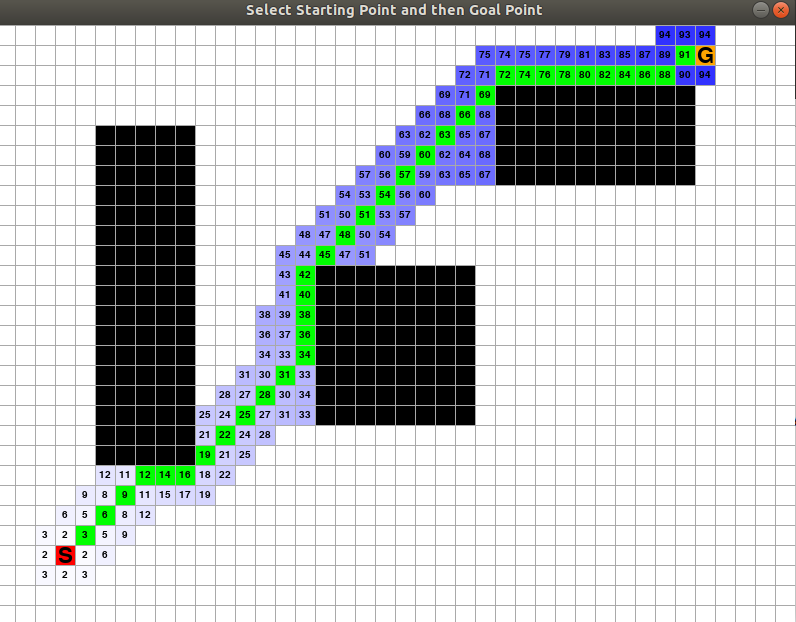 Select Starting Point and then Goal Point
94 93 94
75 74 75 77 79 81 83 85 87 89 91 G
72 71 72 74 76 78 80 82 84 86 88 90 94
69 71 69
66 68 66 68
63 62 63 65 67
60 59 60 62 64 68
57 56 57 59 63 65 67
54 53 54 56 60
51 50 51 53 57
48 47 48 50 54
45 44 45 47 51
43 42
41 40
38 39 38
36 37 36
34 33 34
31 30 31 33
28 27 28 30 34
25 24 25 27 31 33
21 22 24 28
19 21 25
12 11 12 14 16 18 22
9 8 9 11 15 17 19
6 5 6 8 12
3 2 3 5 9
2 S 2 6
3 2 3